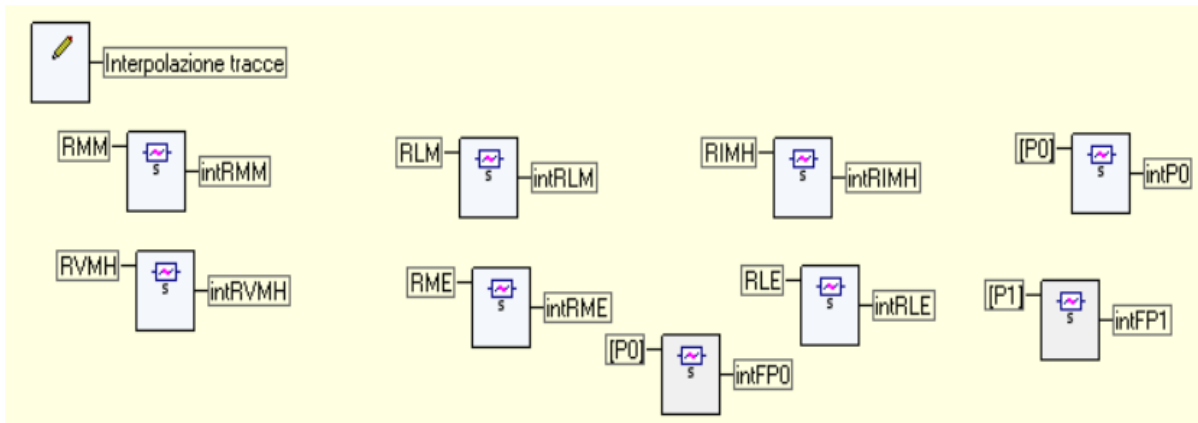 Interpolazione tracce
RMM
S
intRMM
RLM
S
intRLM
RIMH
S
intRIMH
[P0]
S
intP0
RVMH
S
intRVMH
RME
S
intRME
RLE
S
intRLE
[P1]
S
intFP1
[P0]
S
intFP0